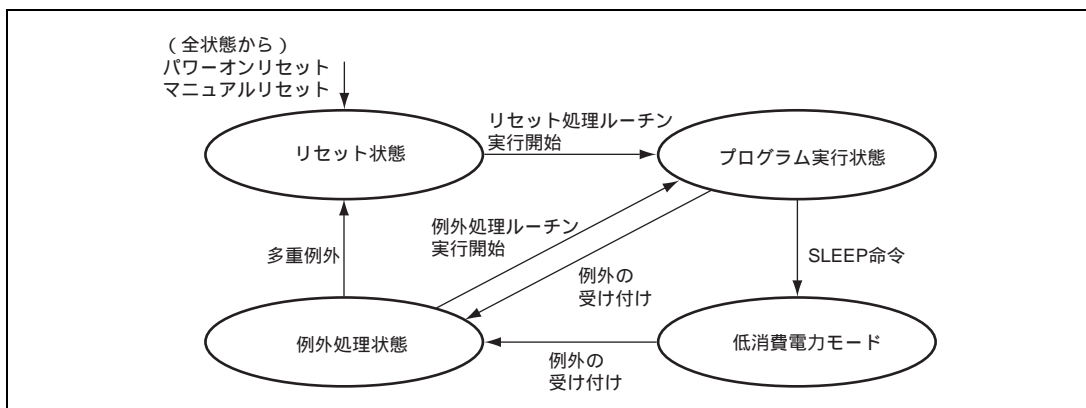 (全状態から)
パワーオンリセット
マニュアルリセット
リセット状態
リセット処理ルーチン
実行開始
プログラム実行状態
多重例外
例外処理ルーチン
実行開始
例外の
受け付け
SLEEP命令
例外処理状態
例外の
受け付け
低消費電力モード